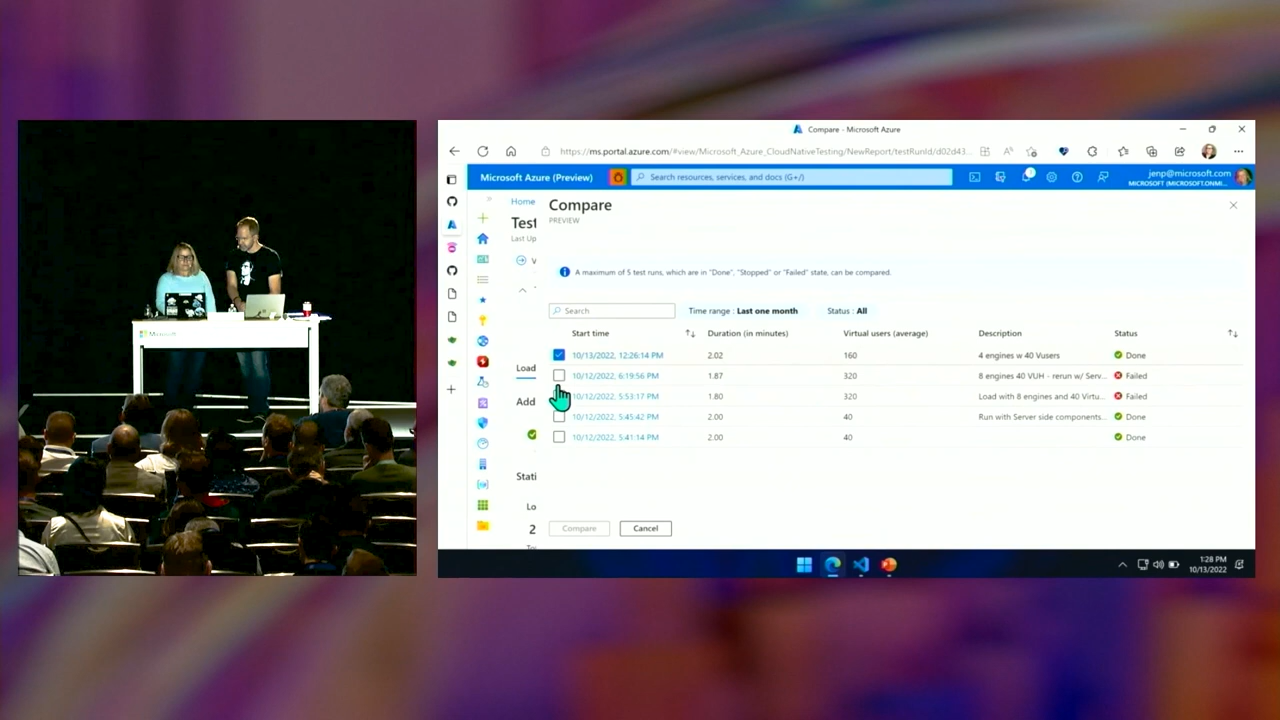 Microsoft
Compare - Microsoft Azure
https://ms.portal.azure.com/#view/Microsoft_Azure_CloudNativeTesting/NewReport/testRunId/d02d43...
Microsoft Azure (Preview)
Search resources, services, and docs (G+/)
1
jenp@microsoft.com
MICROSOFT (MICROSOFT.ONMI...
Home
Compare
PREVIEW
Test
Last Up
A maximum of 5 test runs, which are in "Done", "Stopped" or "Failed" state, can be compared.
Search
Time range : Last one month
Status : All
Start time Duration (in minutes) Virtual users (average) Description Status
10/13/2022, 12:26:14 PM 2.02 160 4 engines w 40 Vusers Done
10/12/2022, 6:19:56 PM 1.87 320 8 engines 40 VUH - rerun w/ Serv... Failed
10/12/2022, 5:53:17 PM 1.80 320 Load with 8 engines and 40 Virtu... Failed
10/12/2022, 5:45:42 PM 2.00 40 Run with Server side components... Done
10/12/2022, 5:41:14 PM 2.00 40 Done
Load
Add
Stati
Lo
2
Compare
Cancel
1:28 PM
10/13/2022